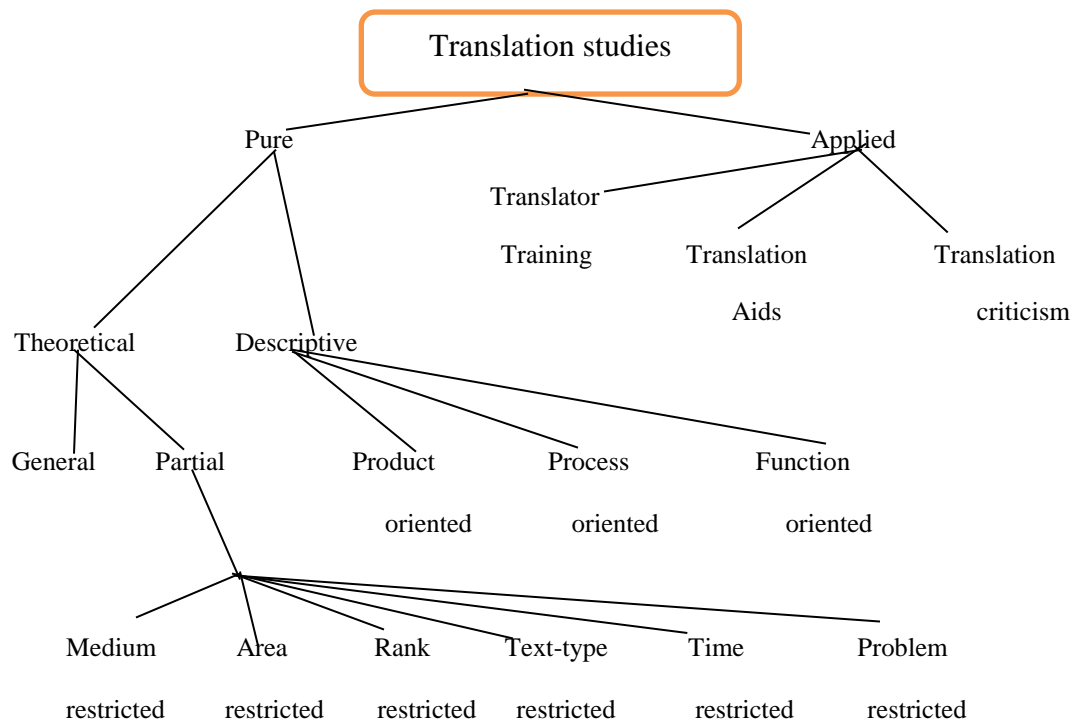 Translation studies
Pure Applied
Translator
Training Translation Translation
Aids criticism
Theoretical Descriptive
General Partial Product Process Function
oriented oriented oriented
Medium Area Rank Text-type Time Problem
restricted restricted restricted restricted restricted restricted